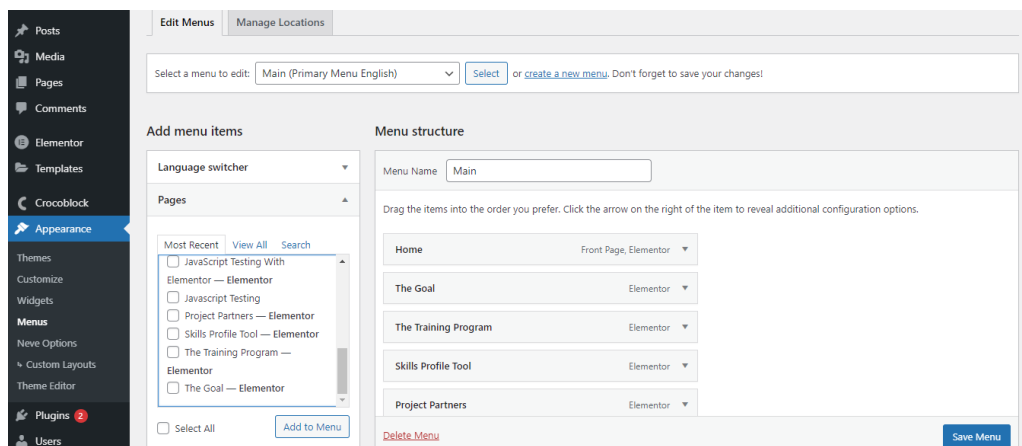 Posts
Media
Pages
Comments
Elementor
Templates
Crocoblock
Appearance
Themes
Customize
Widgets
Menus
Neve Options
↳ Custom Layouts
Theme Editor
Plugins 2
Users
Edit Menus Manage Locations
Select a menu to edit: Main (Primary Menu English) Select or create a new menu. Don't forget to save your changes!
Add menu items
Language switcher
Pages
Most Recent View All Search
JavaScript Testing With
Elementor — Elementor
Javascript Testing
Project Partners — Elementor
Skills Profile Tool — Elementor
The Training Program —
Elementor
The Goal — Elementor
Select All Add to Menu
Menu structure
Menu Name Main
Drag the items into the order you prefer. Click the arrow on the right of the item to reveal additional configuration options.
Home Front Page, Elementor
The Goal Elementor
The Training Program Elementor
Skills Profile Tool Elementor
Project Partners Elementor
Delete Menu Save Menu